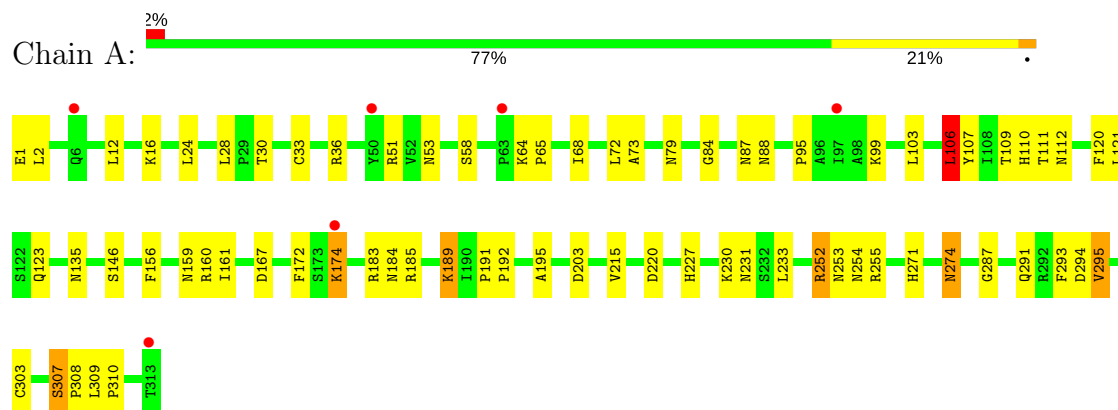 2%
Chain A:
77% 21% •
E1 L2 Q6 L12 K16 L24 L28 P29 T30 C33 R36 Y50 R51 V52 N53 S58 P63 K64 P65 I68 L72 A73 N79 G84 N87 N88 P95 A96 I97 A98 K99 L103 L106 Y107 I108 T109 H110 T111 N112 F120 L121
S122 Q123 N135 S146 F156 N159 R160 I161 D167 F172 S173 K174 R183 N184 R185 K189 I190 P191 P192 A195 D203 V215 D220 H227 K230 N231 S232 L233 R252 N253 N254 R255 H271 N274 G287 Q291 R292 F293 D294 V295
C303 S307 P308 L309 P310 T313